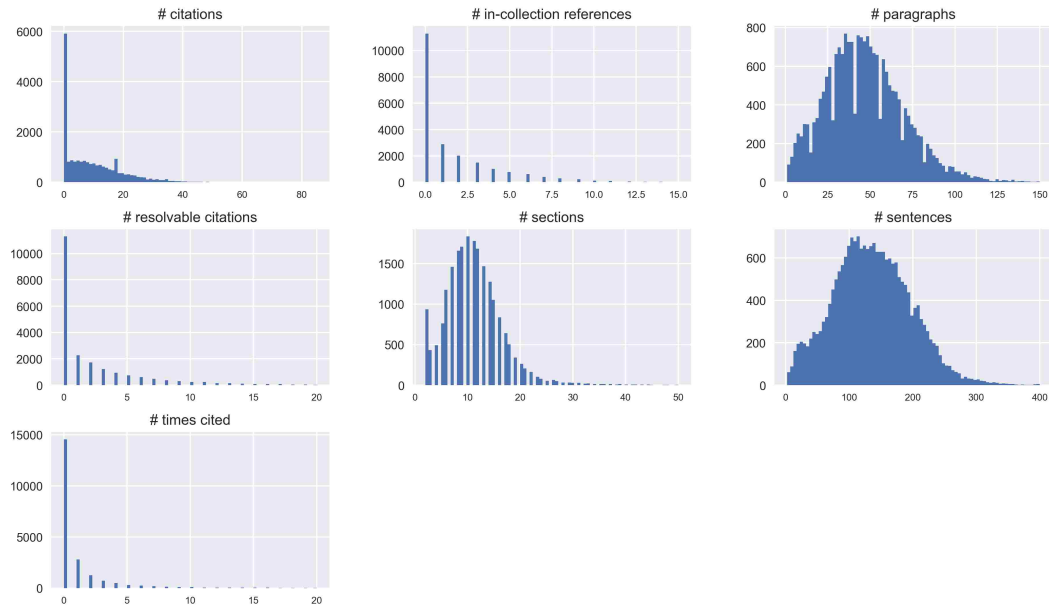 # citations
6000
4000
2000
0
0 20 40 60 80
# in-collection references
10000
8000
6000
4000
2000
0
0.0 2.5 5.0 7.5 10.0 12.5 15.0
# paragraphs
800
600
400
200
0
0 25 50 75 100 125 150
# resolvable citations
10000
8000
6000
4000
2000
0
0 5 10 15 20
# sections
1500
1000
500
0
0 10 20 30 40 50
# sentences
600
400
200
0
0 100 200 300 400
# times cited
15000
10000
5000
0
0 5 10 15 20